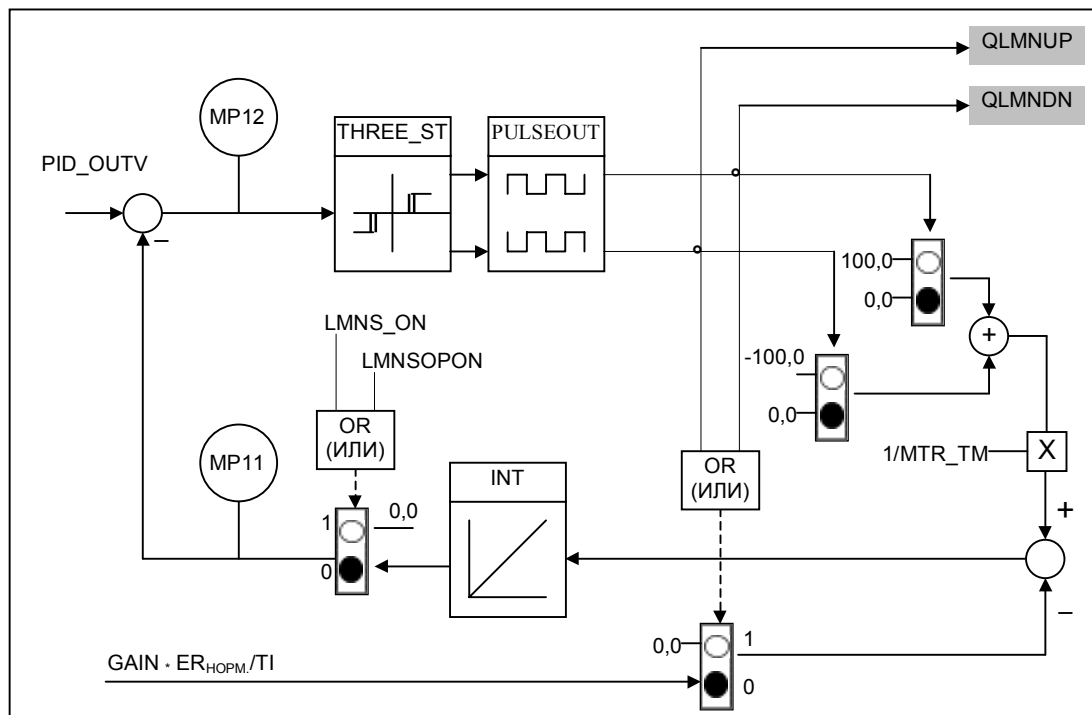 QLMNUP
QLMNDN
MP12
THREE_ST
PULSEOUT
PID_OUTV
–
100,0
0,0
+
-100,0
0,0
LMNS_ON
LMNSOPON
OR
(ИЛИ)
MP11
1
0,0
0
INT
OR
(ИЛИ)
1/MTR_TM
X
+
–
0,0
1
0
GAIN * ERНОРМ./TI